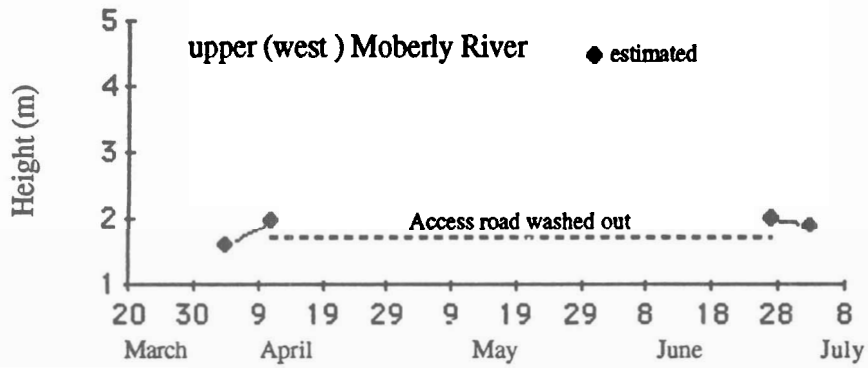 5
upper (west ) Moberly River
estimated
4
Height (m)
3
2
Access road washed out
1
20 30 9 19 29 9 19 29 8 18 28 8
March April May June July